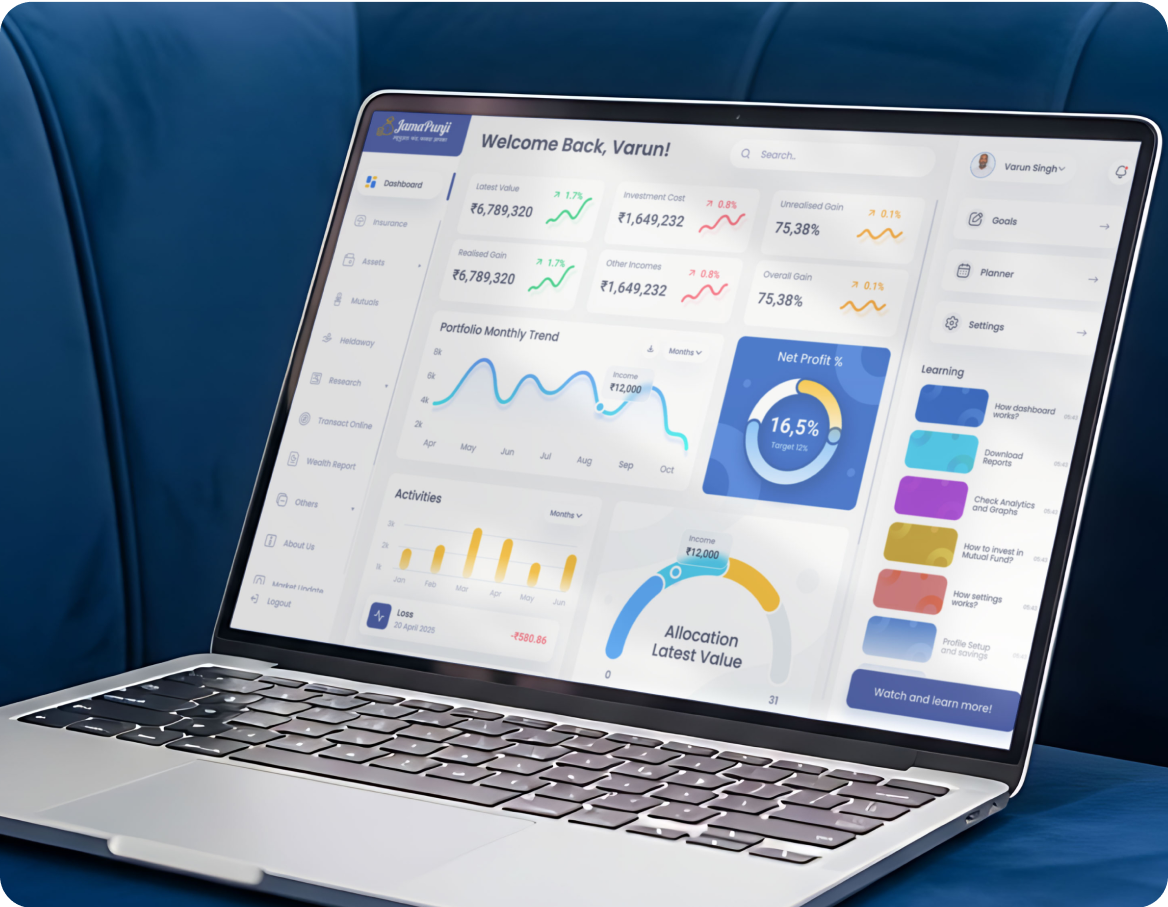 JamaPunji
Welcome Back, Varun!
Search..
Varun Singh
Dashboard
Insurance
Assets
Mutuals
Heldaway
Research
Transact Online
Wealth Report
Others
About Us
Market Updats
Logout
Latest Value
1.7%
₹6,789,320
Investment Cost
0.8%
₹1,649,232
Unrealised Gain
0.1%
75,38%
Realised Gain
1.7%
₹6,789,320
Other Incomes
0.8%
₹1,649,232
Overall Gain
0.1%
75,38%
Portfolio Monthly Trend
Months
8k
6k
4k
2k
Income
₹12,000
Apr
May
Jun
Jul
Aug
Sep
Oct
Net Profit %
16,5%
Target 12%
Activities
Months
2k
1k
Jan
Feb
Mar
Apr
May
Jun
Loss
20 April 2025
-₹580.86
Income
₹12,000
Allocation
Latest Value
0
31
Goals
Planner
Settings
Learning
How dashboard
works?
Download
Reports
Check Analytics
and Graphs
How to invest in
Mutual Fund?
How settings
works?
Profile Setup
and savings
Watch and learn more!